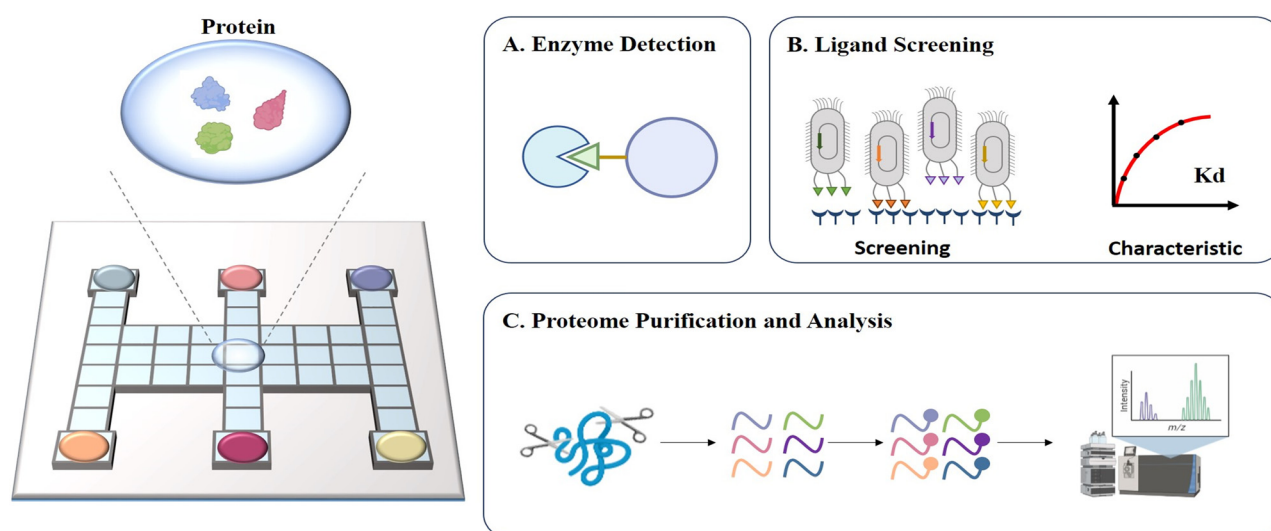 Protein
A. Enzyme Detection
B. Ligand Screening
Kd
Screening
Characteristic
C. Proteome Purification and Analysis
Intensity
m/z